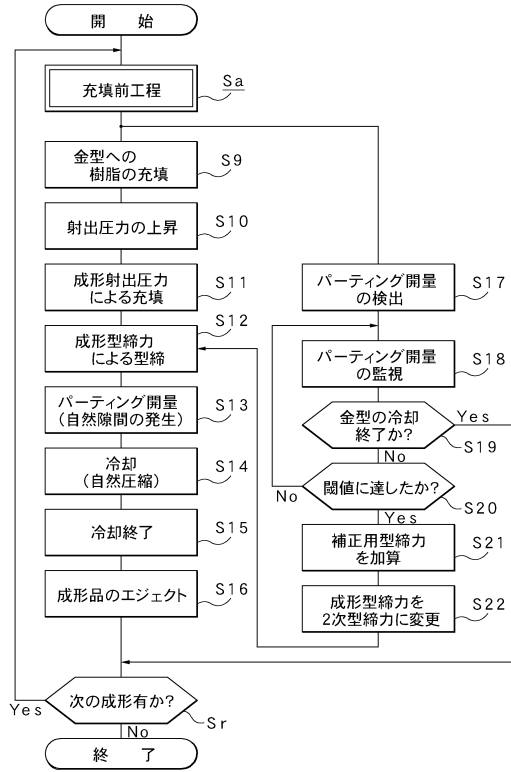 開　始
充填前工程
Sa
金型への
樹脂の充填
S9
射出圧力の上昇
S10
成形射出圧力
による充填
S11
成形型締力
による型締
S12
パーティング開量
（自然隙間の発生）
S13
冷却
（自然圧縮）
S14
冷却終了
S15
成形品のエジェクト
S16
パーティング開量
の検出
S17
パーティング開量
の監視
S18
金型の冷却
終了か？
Yes
S19
No
閾値に達したか？
No
S20
Yes
補正用型締力
を加算
S21
成形型締力を
2次型締力に変更
S22
次の成形有か？
Yes
Sr
No
終　了